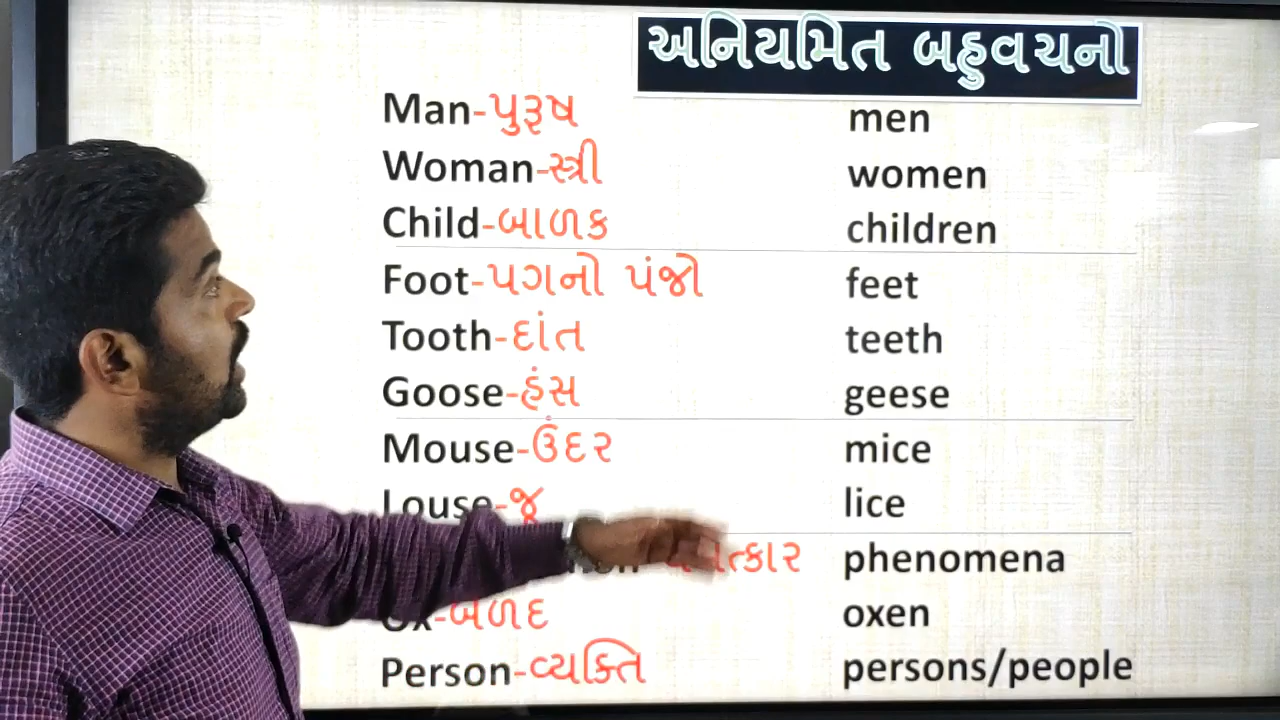 અનિયમિત બહુવચનો
Man-પુરૂષ men
Woman-સ્ત્રી women
Child-બાળક children
Foot-પગનો પંજો feet
Tooth-દાંત teeth
Goose-હંસ geese
Mouse-ઉંદર mice
Louse-જૂ lice
phenomena
Ox-બળદ oxen
Person-વ્યક્તિ persons/people